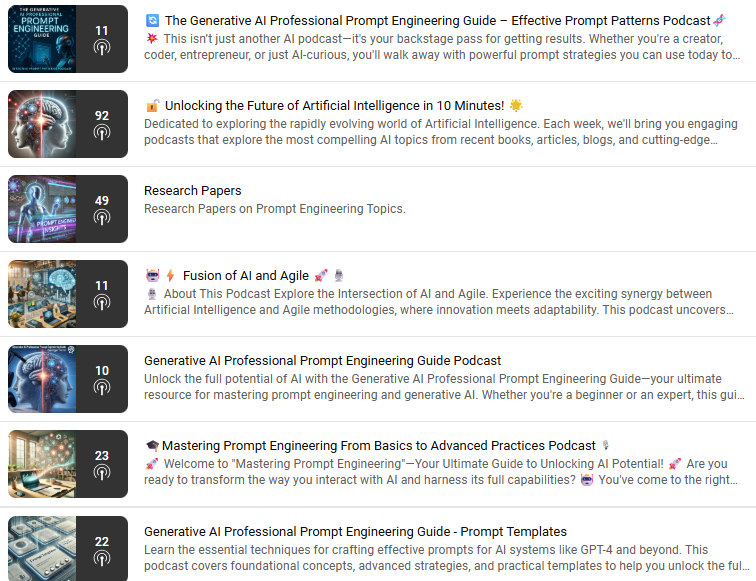 THE GENERATIVE
AI PROFESSIONAL
PROMPT
ENGINEERING
GUIDE
11
🔄 The Generative AI Professional Prompt Engineering Guide – Effective Prompt Patterns Podcast🧬
💥 This isn't just another AI podcast—it's your backstage pass for getting results. Whether you're a creator,
coder, entrepreneur, or just AI-curious, you'll walk away with powerful prompt strategies you can use today to...
92
🔓 Unlocking the Future of Artificial Intelligence in 10 Minutes! 🌟
Dedicated to exploring the rapidly evolving world of Artificial Intelligence. Each week, we'll bring you engaging
podcasts that explore the most compelling AI topics from recent books, articles, blogs, and cutting-edge...
PROMPT
INSIGHTS
49
Research Papers
Research Papers on Prompt Engineering Topics.
11
🤖 ⚡ Fusion of AI and Agile 🚀 🎙
🎙 About This Podcast Explore the Intersection of AI and Agile. Experience the exciting synergy between
Artificial Intelligence and Agile methodologies, where innovation meets adaptability. This podcast uncovers...
10
Generative AI Professional Prompt Engineering Guide Podcast
Unlock the full potential of AI with the Generative AI Professional Prompt Engineering Guide—your ultimate
resource for mastering prompt engineering and generative AI. Whether you're a beginner or an expert, this gui...
23
🎓Mastering Prompt Engineering From Basics to Advanced Practices Podcast 🎙
🚀 Welcome to "Mastering Prompt Engineering"—Your Ultimate Guide to Unlocking AI Potential! 🚀 Are you
ready to transform the way you interact with AI and harness its full capabilities? 🤖 You've come to the right...
22
Generative AI Professional Prompt Engineering Guide - Prompt Templates
Learn the essential techniques for crafting effective prompts for AI systems like GPT-4 and beyond. This
podcast covers foundational concepts, advanced strategies, and practical templates to help you unlock the ful...